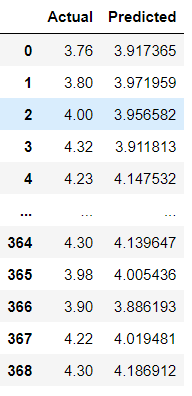 Actual Predicted
0 3.76 3.917365
1 3.80 3.971959
2 4.00 3.956582
3 4.32 3.911813
4 4.23 4.147532
... ... ...
364 4.30 4.139647
365 3.98 4.005436
366 3.90 3.886193
367 4.22 4.019481
368 4.30 4.186912